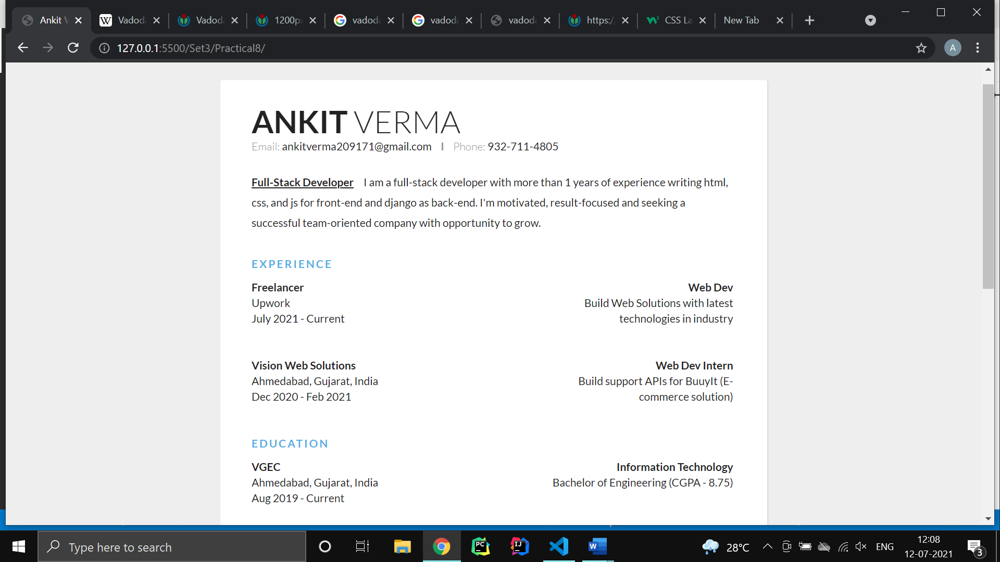 Ankit V
Vadoda
Vadoda
1200px
vadoda
vadoda
vadoda
https:/
CSS La
New Tab
127.0.0.1:5500/Set3/Practical8/
A
ANKIT VERMA
Email: ankitverma209171@gmail.com | Phone: 932-711-4805
Full-Stack Developer I am a full-stack developer with more than 1 years of experience writing html,
css, and js for front-end and django as back-end. I'm motivated, result-focused and seeking a
successful team-oriented company with opportunity to grow.
EXPERIENCE
Freelancer
Upwork
July 2021 - Current
Web Dev
Build Web Solutions with latest
technologies in industry
Vision Web Solutions
Ahmedabad, Gujarat, India
Dec 2020 - Feb 2021
Web Dev Intern
Build support APIs for BuuyIt (E-
commerce solution)
EDUCATION
VGEC
Ahmedabad, Gujarat, India
Aug 2019 - Current
Information Technology
Bachelor of Engineering (CGPA - 8.75)
Type here to search
28°C
ENG
12:08
12-07-2021
3